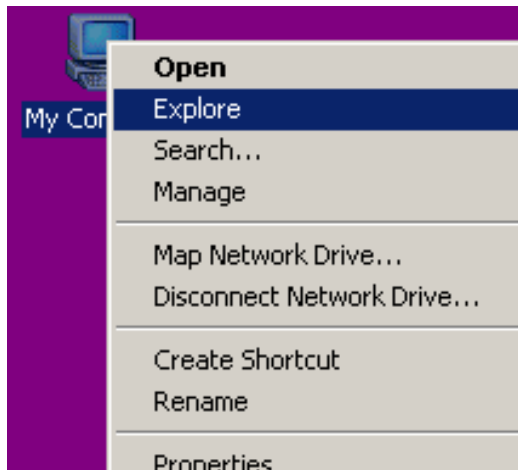 My Con
Open
Explore
Search...
Manage
Map Network Drive...
Disconnect Network Drive...
Create Shortcut
Rename
Properties